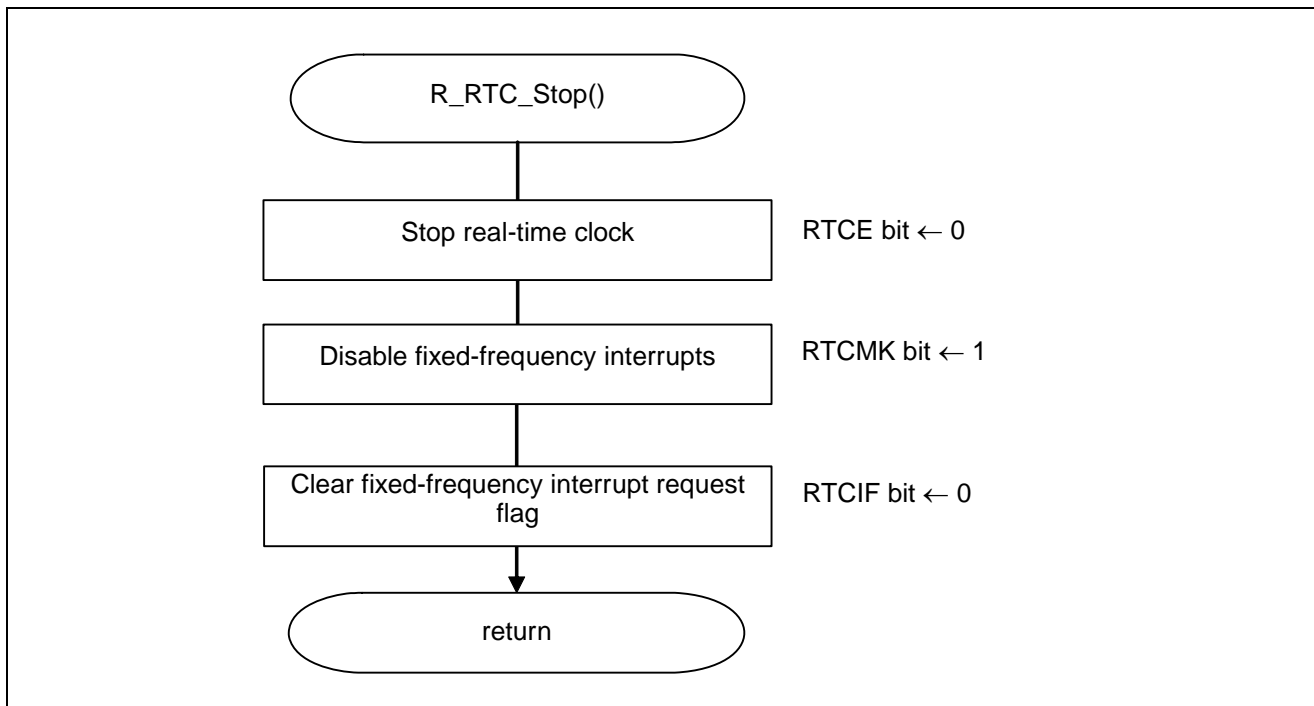 R_RTC_Stop()
Stop real-time clock
RTCE bit ← 0
Disable fixed-frequency interrupts
RTCMK bit ← 1
Clear fixed-frequency interrupt request
flag
RTCIF bit ← 0
return